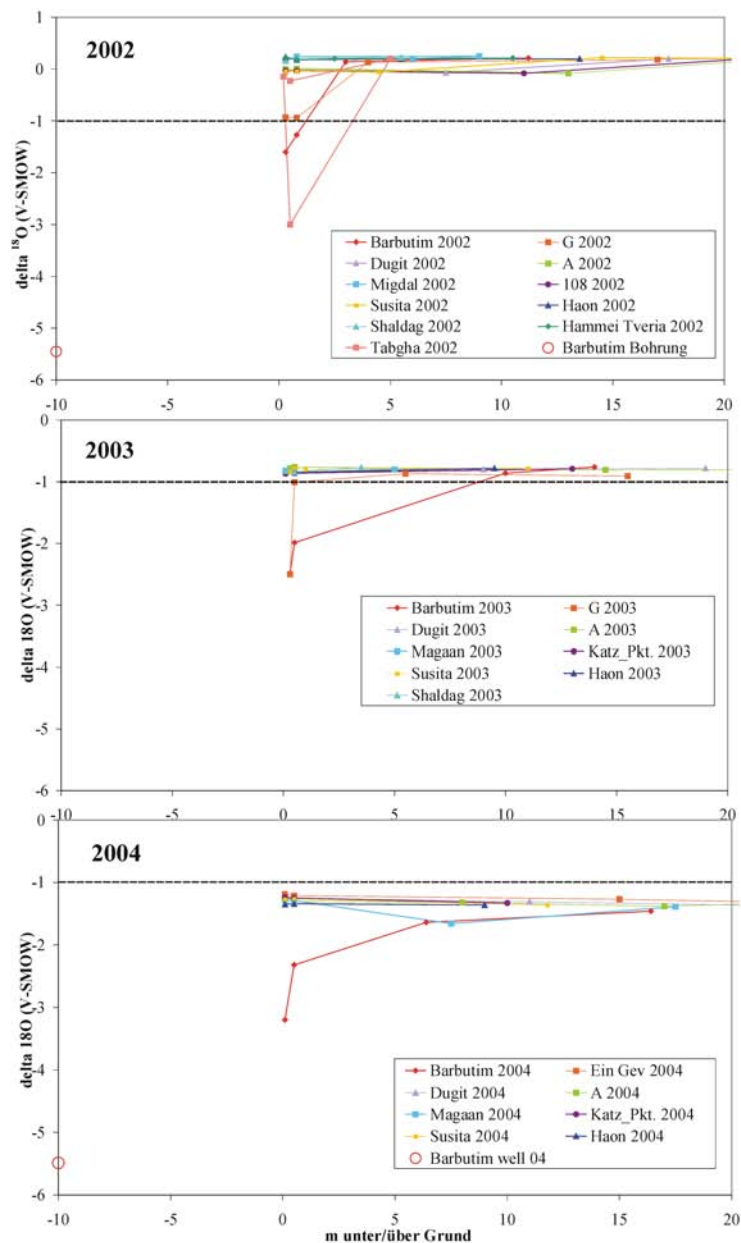 2002
1
0
-1
-2
-3
-4
-5
-6
delta 18O (V-SMOW)
Barbutim 2002 G 2002
Dugit 2002 A 2002
Migdal 2002 108 2002
Susita 2002 Haon 2002
Shaldag 2002 Hammei Tveria 2002
Tabgha 2002 Barbutim Bohrung
-10 -5 0 5 10 15 20
2003
0
-1
-2
-3
-4
-5
-6
delta 18O (V-SMOW)
Barbutim 2003 G 2003
Dugit 2003 A 2003
Magaan 2003 Katz_Pkt. 2003
Susita 2003 Haon 2003
Shaldag 2003
-10 -5 0 5 10 15 20
2004
0
-1
-2
-3
-4
-5
-6
delta 18O (V-SMOW)
Barbutim 2004 Ein Gev 2004
Dugit 2004 A 2004
Magaan 2004 Katz_Pkt. 2004
Susita 2004 Haon 2004
Barbutim well 04
-10 -5 0 5 10 15 20
m unter/über Grund